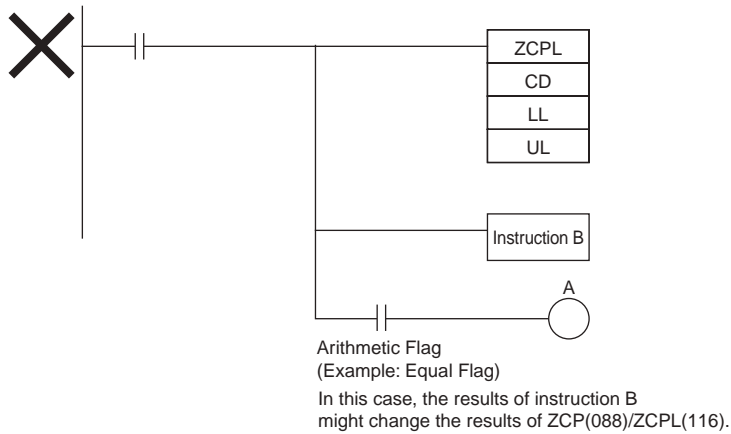 ZCPL
CD
LL
UL
Instruction B
A
Arithmetic Flag
(Example: Equal Flag)
In this case, the results of instruction B
might change the results of ZCP(088)/ZCPL(116).